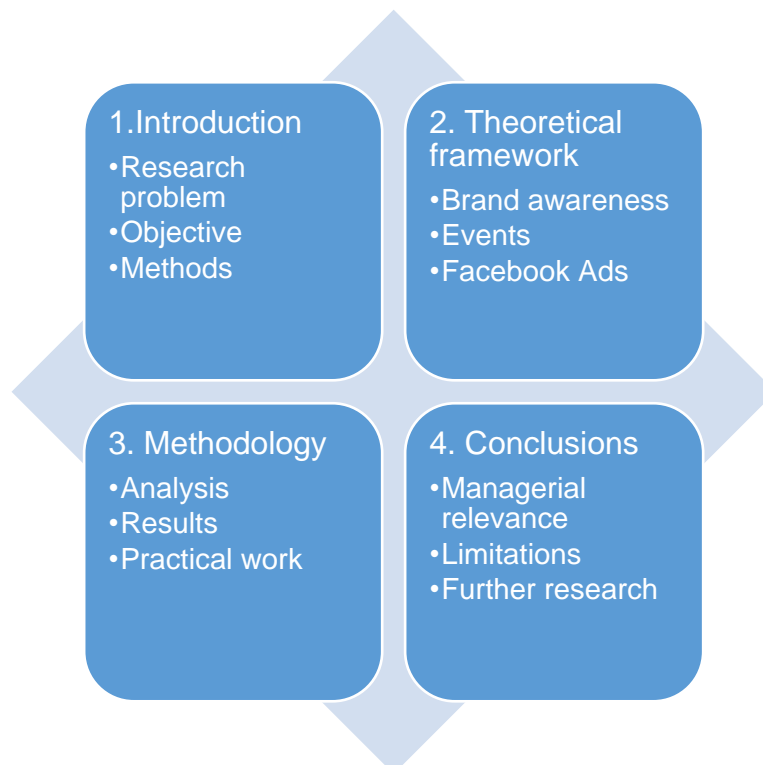 1.Introduction
•Research
problem
•Objective
•Methods
2. Theoretical
framework
•Brand awareness
•Events
•Facebook Ads
3. Methodology
•Analysis
•Results
•Practical work
4. Conclusions
•Managerial
relevance
•Limitations
•Further research